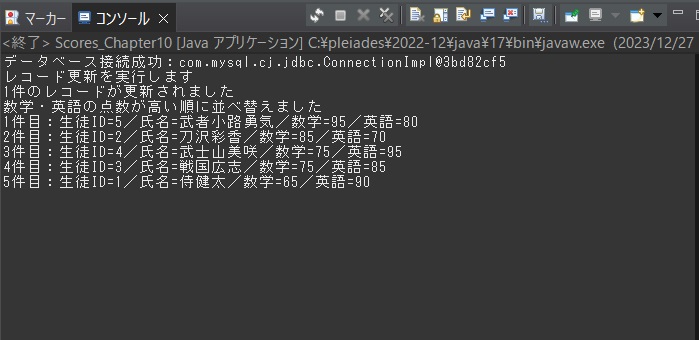 マーカー コンソール
<終了> Scores_Chapter10 [Java アプリケーション] C:¥pleiades¥2022-12¥java¥17¥bin¥javaw.exe (2023/12/27
データベース接続成功：com.mysql.cj.jdbc.ConnectionImpl@3bd82cf5
レコード更新を実行します
1件のレコードが更新されました
数学・英語の点数が高い順に並べ替えました
1件目：生徒ID=5／氏名=武者小路勇気／数学=95／英語=80
2件目：生徒ID=2／氏名=刀沢彩香／数学=85／英語=70
3件目：生徒ID=4／氏名=武士山美咲／数学=75／英語=95
4件目：生徒ID=3／氏名=戦国広志／数学=75／英語=85
5件目：生徒ID=1／氏名=侍健太／数学=65／英語=90